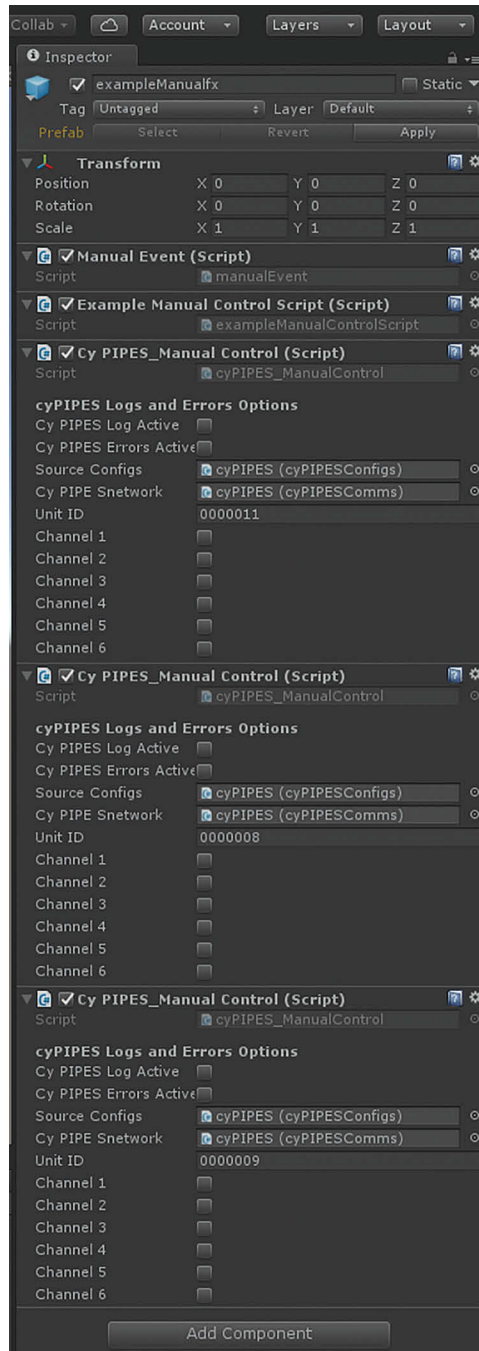 Collab Account Layers Layout
Inspector
exampleManualfx Static
Tag Untagged Layer Default
Prefab Select Revert Apply
Transform
Position X 0 Y 0 Z 0
Rotation X 0 Y 0 Z 0
Scale X 1 Y 1 Z 1
Manual Event (Script)
Script manualEvent
Example Manual Control Script (Script)
Script exampleManualControlScript
Cy PIPES_Manual Control (Script)
Script cyPIPES_ManualControl
cyPIPES Logs and Errors Options
Cy PIPES Log Active
Cy PIPES Errors Active
Source Configs cyPIPES (cyPIPESConfigs)
Cy PIPE Snetwork cyPIPES (cyPIPESComms)
Unit ID 0000011
Channel 1
Channel 2
Channel 3
Channel 4
Channel 5
Channel 6
Cy PIPES_Manual Control (Script)
Script cyPIPES_ManualControl
cyPIPES Logs and Errors Options
Cy PIPES Log Active
Cy PIPES Errors Active
Source Configs cyPIPES (cyPIPESConfigs)
Cy PIPE Snetwork cyPIPES (cyPIPESComms)
Unit ID 0000008
Channel 1
Channel 2
Channel 3
Channel 4
Channel 5
Channel 6
Cy PIPES_Manual Control (Script)
Script cyPIPES_ManualControl
cyPIPES Logs and Errors Options
Cy PIPES Log Active
Cy PIPES Errors Active
Source Configs cyPIPES (cyPIPESConfigs)
Cy PIPE Snetwork cyPIPES (cyPIPESComms)
Unit ID 0000009
Channel 1
Channel 2
Channel 3
Channel 4
Channel 5
Channel 6
Add Component